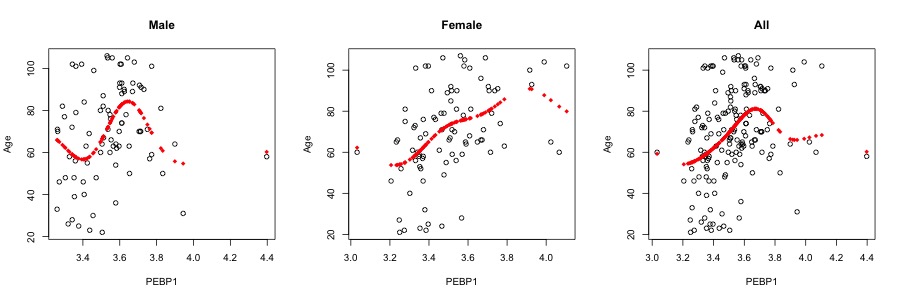 Male
Female
All
Age
20 40 60 80 100
3.4 3.6 3.8 4.0 4.2 4.4
PEBP1
Age
20 40 60 80 100
3.0 3.2 3.4 3.6 3.8 4.0
PEBP1
Age
20 40 60 80 100
3.0 3.2 3.4 3.6 3.8 4.0 4.2 4.4
PEBP1